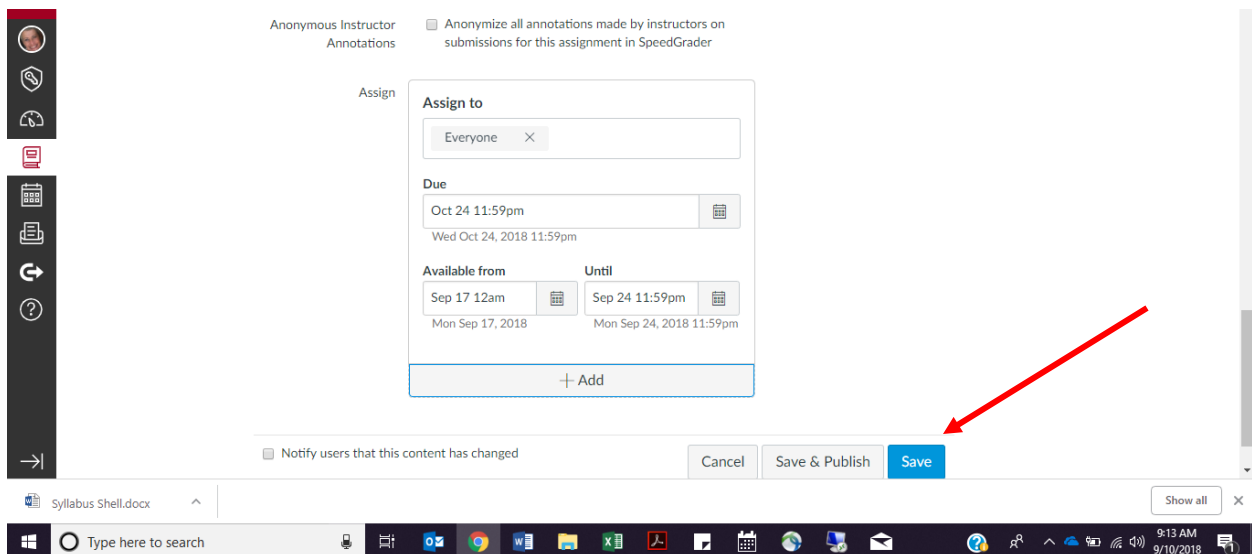 Anonymous Instructor
Annotations
Anonymize all annotations made by instructors on
submissions for this assignment in SpeedGrader
Assign
Assign to
Everyone
Due
Oct 24 11:59pm
Wed Oct 24, 2018 11:59pm
Available from
Until
Sep 17 12am
Sep 24 11:59pm
Mon Sep 17, 2018
Mon Sep 24, 2018 11:59pm
+ Add
Notify users that this content has changed
Cancel
Save & Publish
Save
Syllabus Shell.docx
Show all
Type here to search
9:13 AM
9/10/2018